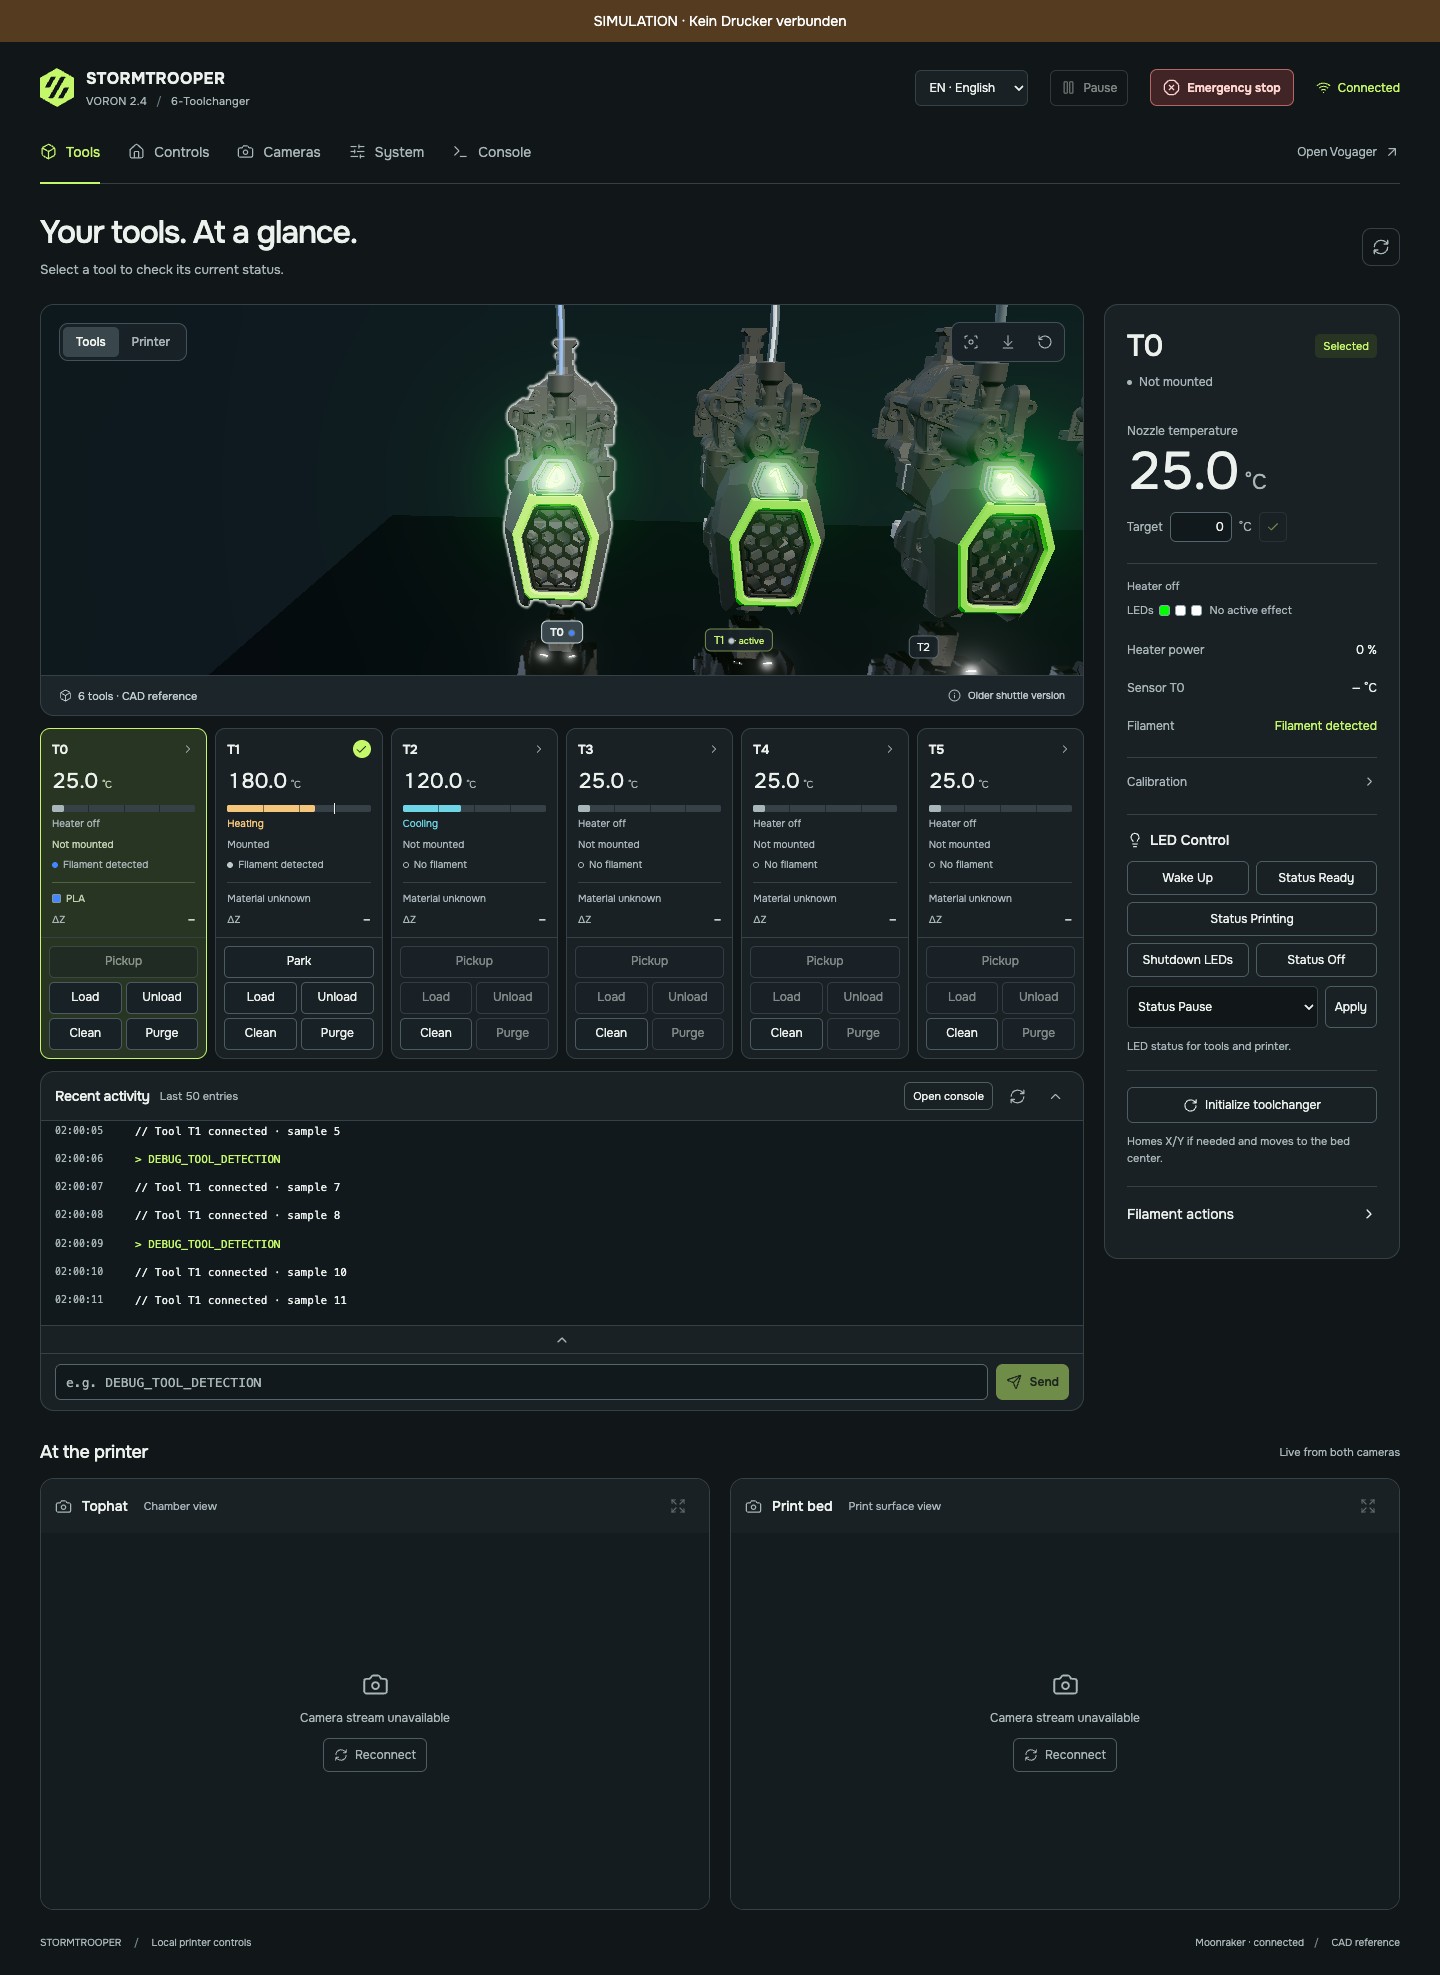 SIMULATION · Kein Drucker verbunden
STORMTROOPER
VORON 2.4 / 6-Toolchanger
EN · English
Pause
Emergency stop
Connected
Tools
Controls
Cameras
System
Console
Open Voyager
Your tools. At a glance.
Select a tool to check its current status.
Tools
Printer
0
1
2
T0
T1 active
T2
6 tools · CAD reference
Older shuttle version
T0
Selected
Not mounted
Nozzle temperature
25.0 °C
Target 0 °C
Heater off
LEDs No active effect
Heater power 0 %
Sensor T0 – °C
Filament Filament detected
Calibration
LED Control
Wake Up
Status Ready
Status Printing
Shutdown LEDs
Status Off
Status Pause
Apply
LED status for tools and printer.
Initialize toolchanger
Homes X/Y if needed and moves to the bed
center.
Filament actions
T0
25.0 °C
Heater off
Not mounted
Filament detected
PLA
ΔZ –
Pickup
Load Unload
Clean Purge
T1
180.0 °C
Heating
Mounted
Filament detected
Material unknown
ΔZ –
Park
Load Unload
Clean Purge
T2
120.0 °C
Cooling
Not mounted
No filament
Material unknown
ΔZ –
Pickup
Load Unload
Clean Purge
T3
25.0 °C
Heater off
Not mounted
No filament
Material unknown
ΔZ –
Pickup
Load Unload
Clean Purge
T4
25.0 °C
Heater off
Not mounted
No filament
Material unknown
ΔZ –
Pickup
Load Unload
Clean Purge
T5
25.0 °C
Heater off
Not mounted
No filament
Material unknown
ΔZ –
Pickup
Load Unload
Clean Purge
Recent activity Last 50 entries
Open console
02:00:05 // Tool T1 connected · sample 5
02:00:06 > DEBUG_TOOL_DETECTION
02:00:07 // Tool T1 connected · sample 7
02:00:08 // Tool T1 connected · sample 8
02:00:09 > DEBUG_TOOL_DETECTION
02:00:10 // Tool T1 connected · sample 10
02:00:11 // Tool T1 connected · sample 11
e.g. DEBUG_TOOL_DETECTION
Send
At the printer
Live from both cameras
Tophat Chamber view
Camera stream unavailable
Reconnect
Print bed Print surface view
Camera stream unavailable
Reconnect
STORMTROOPER / Local printer controls
Moonraker · connected / CAD reference